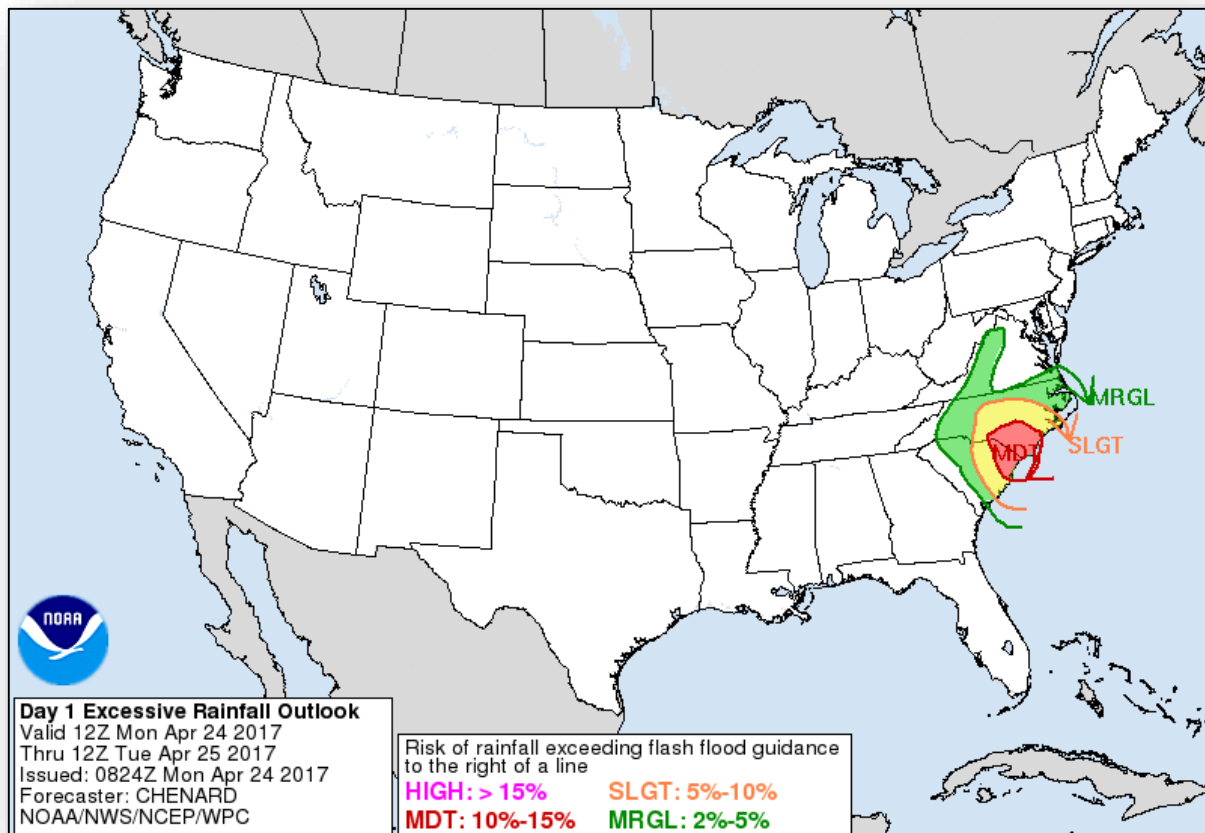 MRGL
SLGT
MDT
NOAA
Day 1 Excessive Rainfall Outlook
Valid 12Z Mon Apr 24 2017
Thru 12Z Tue Apr 25 2017
Issued: 0824Z Mon Apr 24 2017
Forecaster: CHENARD
NOAA/NWS/NCEP/WPC
Risk of rainfall exceeding flash flood guidance
to the right of a line
HIGH: > 15% SLGT: 5%-10%
MDT: 10%-15% MRGL: 2%-5%